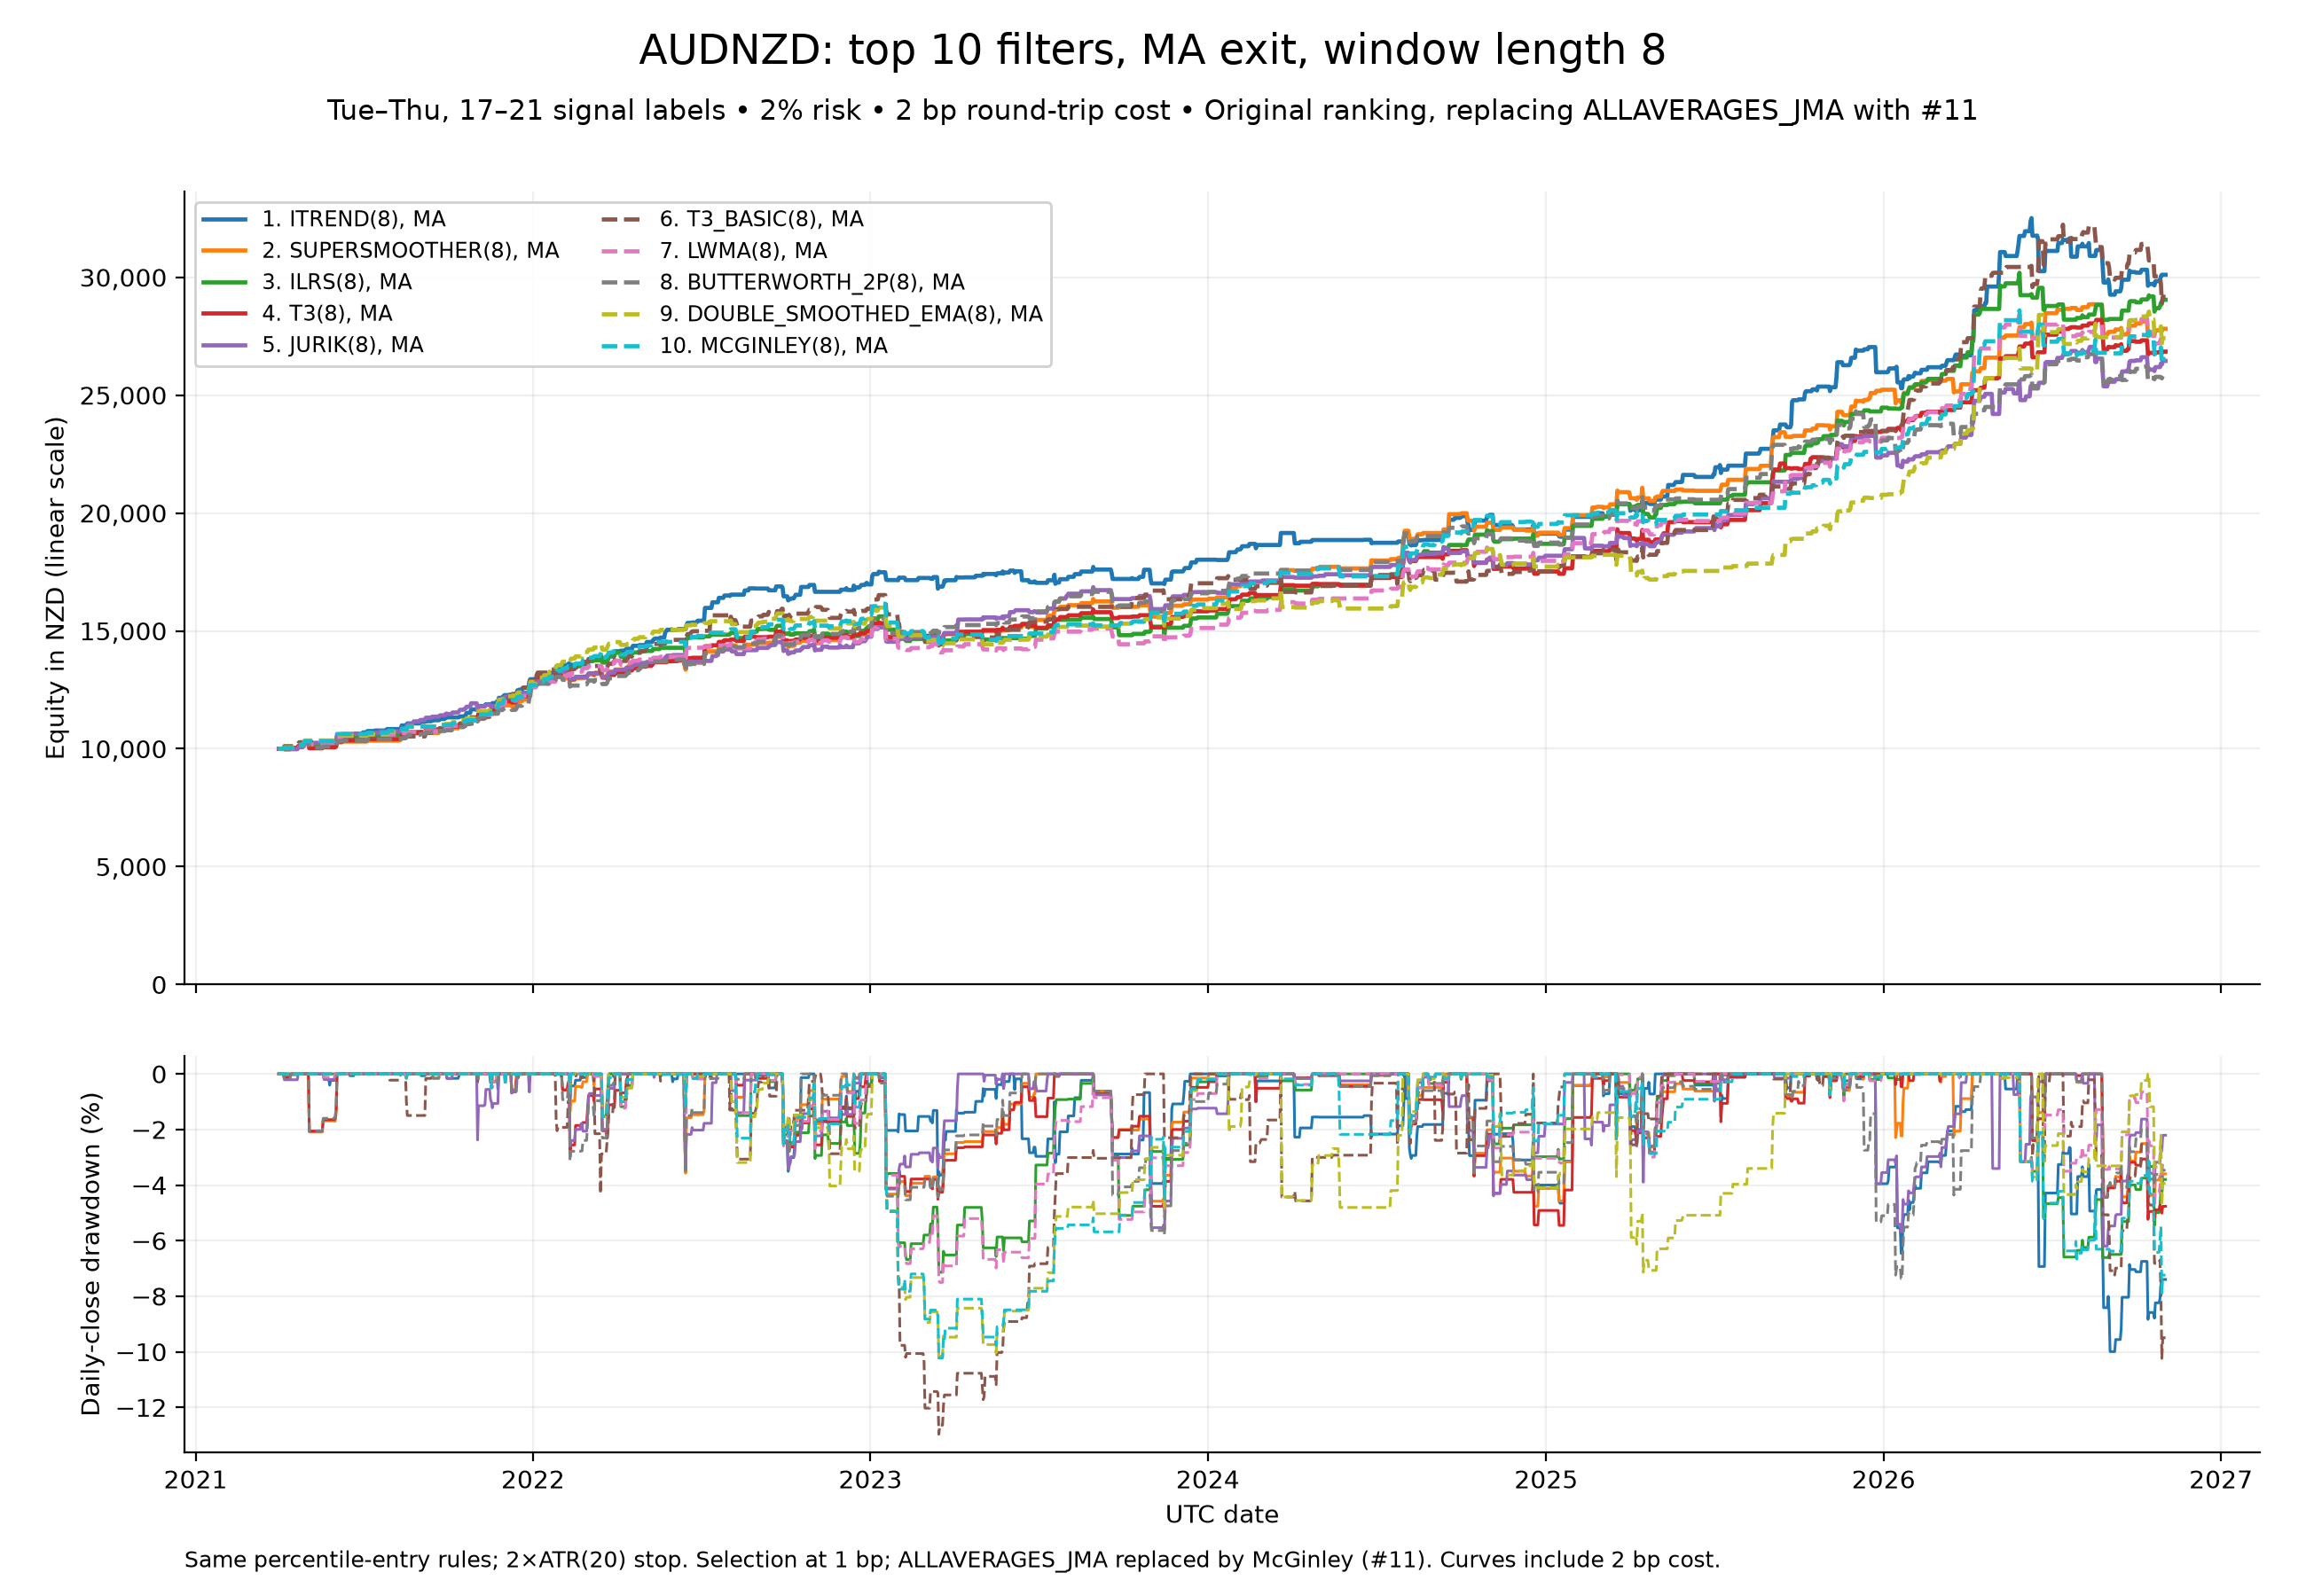 AUDNZD: top 10 filters, MA exit, window length 8
Tue–Thu, 17–21 signal labels • 2% risk • 2 bp round-trip cost • Original ranking, replacing ALLAVERAGES_JMA with #11
1. ITREND(8), MA
2. SUPERSMOOTHER(8), MA
3. ILRS(8), MA
4. T3(8), MA
5. JURIK(8), MA
6. T3_BASIC(8), MA
7. LWMA(8), MA
8. BUTTERWORTH_2P(8), MA
9. DOUBLE_SMOOTHED_EMA(8), MA
10. MCGINLEY(8), MA
Equity in NZD (linear scale)
30,000
25,000
20,000
15,000
10,000
5,000
0
Daily-close drawdown (%)
0
−2
−4
−6
−8
−10
−12
2021
2022
2023
2024
2025
2026
2027
UTC date
Same percentile-entry rules; 2×ATR(20) stop. Selection at 1 bp; ALLAVERAGES_JMA replaced by McGinley (#11). Curves include 2 bp cost.